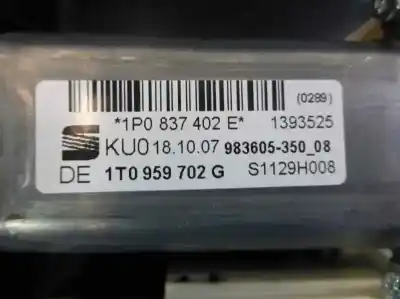 (0289)
*1P0 837 402 E* 1393525
KU0 18.10.07 983605-350_08
DE 1T0 959 702 G S1129H008